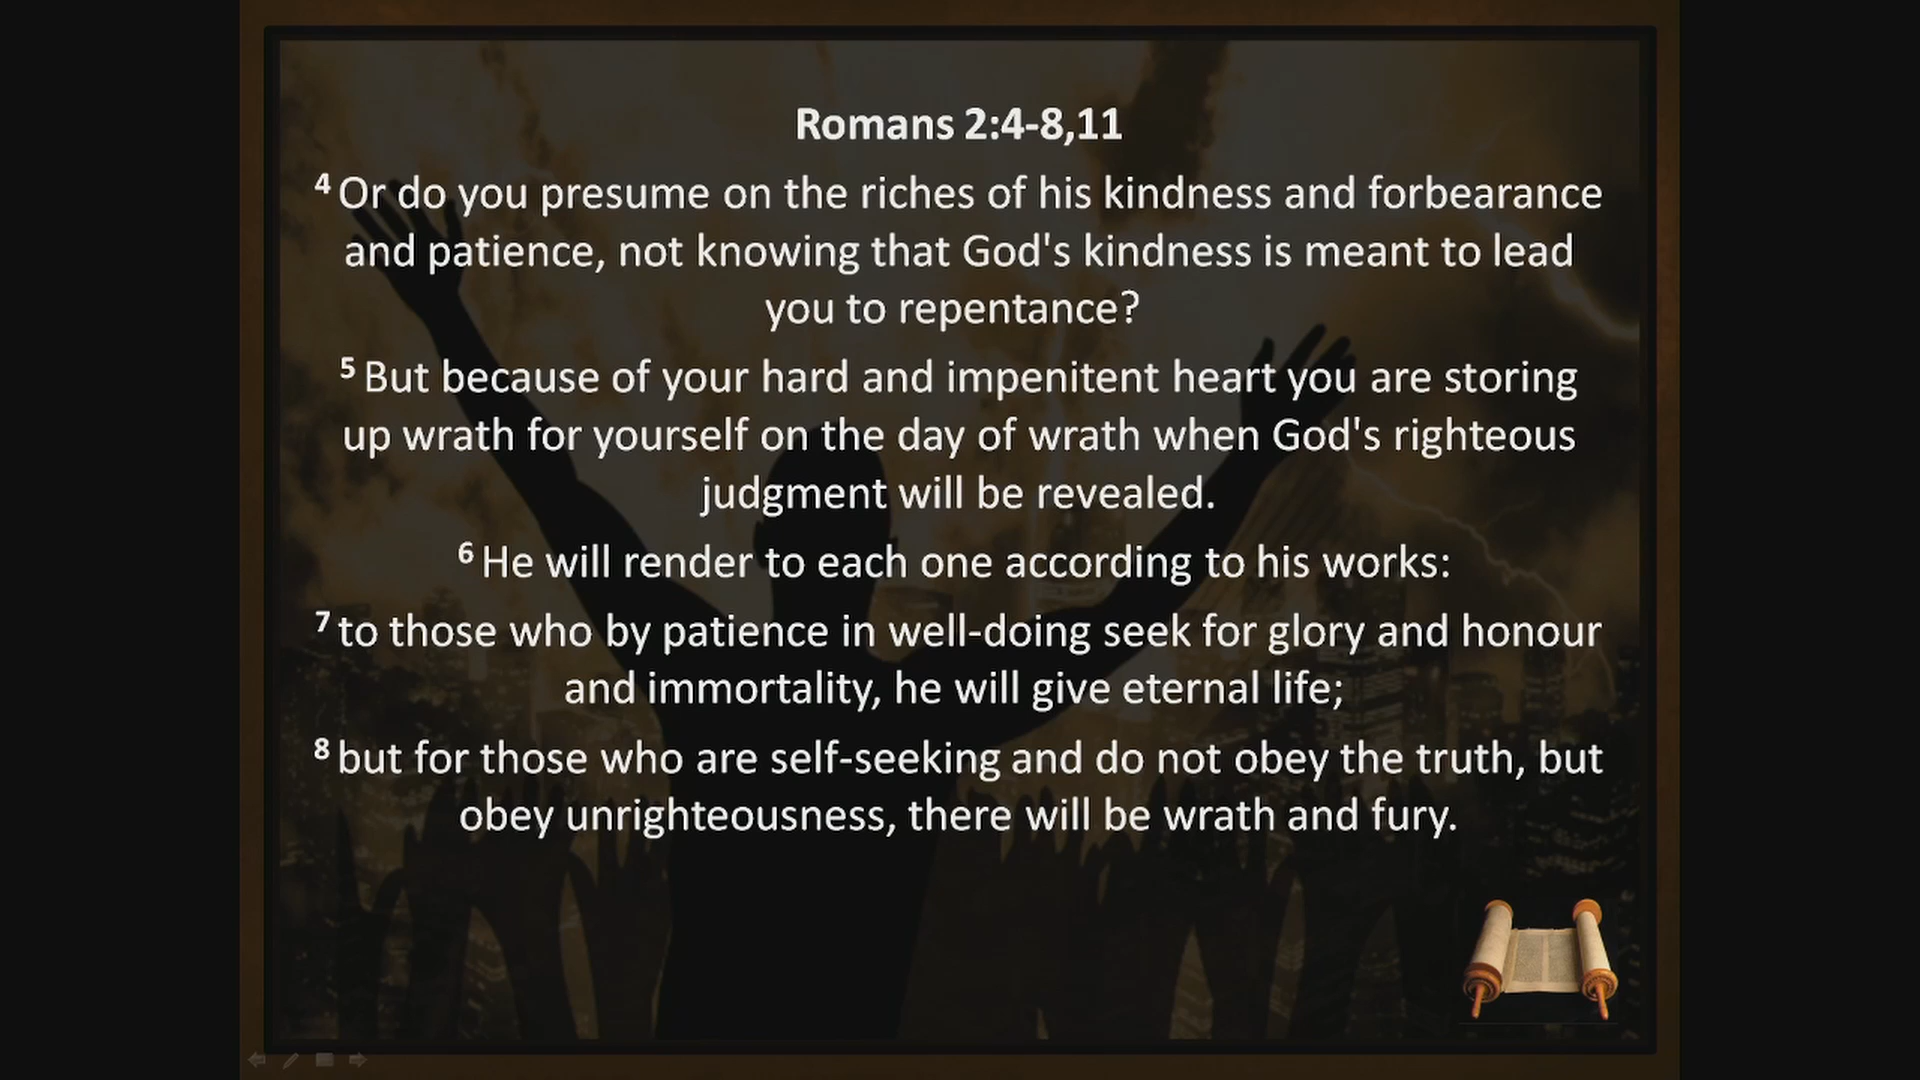 Romans 2:4-8,11
4 Or do you presume on the riches of his kindness and forbearance
and patience, not knowing that God's kindness is meant to lead
you to repentance?
5 But because of your hard and impenitent heart you are storing
up wrath for yourself on the day of wrath when God's righteous
judgment will be revealed.
6 He will render to each one according to his works:
7 to those who by patience in well-doing seek for glory and honour
and immortality, he will give eternal life;
8 but for those who are self-seeking and do not obey the truth, but
obey unrighteousness, there will be wrath and fury.